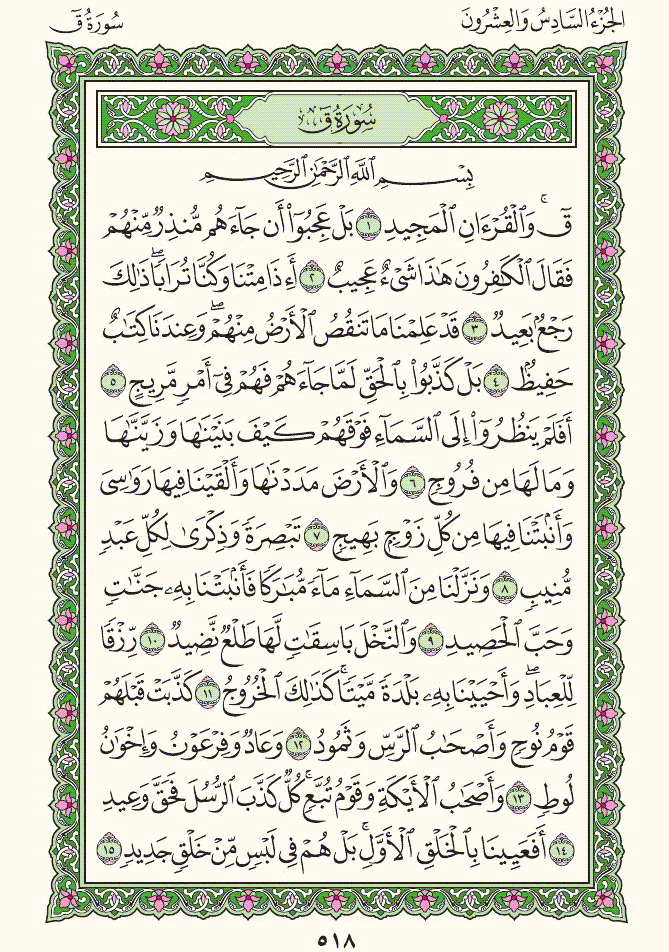 الجُزْءُ السَّادِسُ وَالعِشْرُونَ
سُورَةُ قٓ
سُورَةُ قٓ
بِسْمِ ٱللَّهِ ٱلرَّحْمَٰنِ ٱلرَّحِيمِ
قٓۚ وَٱلْقُرْءَانِ ٱلْمَجِيدِ ١ بَلْ عَجِبُوٓا۟ أَن جَآءَهُم مُّنذِرٌ مِّنْهُمْ
فَقَالَ ٱلْكَٰفِرُونَ هَٰذَا شَىْءٌ عَجِيبٌ ٢ أَءِذَا مِتْنَا وَكُنَّا تُرَابًاۖ ذَٰلِكَ
رَجْعٌۢ بَعِيدٌ ٣ قَدْ عَلِمْنَا مَا تَنقُصُ ٱلْأَرْضُ مِنْهُمْۖ وَعِندَنَا كِتَٰبٌ
حَفِيظٌۢ ٤ بَلْ كَذَّبُوا۟ بِٱلْحَقِّ لَمَّا جَآءَهُمْ فَهُمْ فِىٓ أَمْرٍ مَّرِيجٍ ٥
أَفَلَمْ يَنظُرُوٓا۟ إِلَى ٱلسَّمَآءِ فَوْقَهُمْ كَيْفَ بَنَيْنَٰهَا وَزَيَّنَّٰهَا
وَمَا لَهَا مِن فُرُوجٍ ٦ وَٱلْأَرْضَ مَدَدْنَٰهَا وَأَلْقَيْنَا فِيهَا رَوَٰسِىَ
وَأَنۢبَتْنَا فِيهَا مِن كُلِّ زَوْجٍۭ بَهِيجٍ ٧ تَبْصِرَةً وَذِكْرَىٰ لِكُلِّ عَبْدٍ
مُّنِيبٍ ٨ وَنَزَّلْنَا مِنَ ٱلسَّمَآءِ مَآءً مُّبَٰرَكًا فَأَنۢبَتْنَا بِهِۦ جَنَّٰتٍ
وَحَبَّ ٱلْحَصِيدِ ٩ وَٱلنَّخْلَ بَاسِقَٰتٍ لَّهَا طَلْعٌ نَّضِيدٌ ١٠ رِّزْقًا
لِّلْعِبَادِۖ وَأَحْيَيْنَا بِهِۦ بَلْدَةً مَّيْتًاۚ كَذَٰلِكَ ٱلْخُرُوجُ ١١ كَذَّبَتْ قَبْلَهُمْ
قَوْمُ نُوحٍ وَأَصْحَٰبُ ٱلرَّسِّ وَثَمُودُ ١٢ وَعَادٌ وَفِرْعَوْنُ وَإِخْوَٰنُ
لُوطٍ ١٣ وَأَصْحَٰبُ ٱلْأَيْكَةِ وَقَوْمُ تُبَّعٍۚ كُلٌّ كَذَّبَ ٱلرُّسُلَ فَحَقَّ وَعِيدِ
١٤ أَفَعَيِينَا بِٱلْخَلْقِ ٱلْأَوَّلِۚ بَلْ هُمْ فِى لَبْسٍ مِّنْ خَلْقٍ جَدِيدٍ ١٥
٥١٨